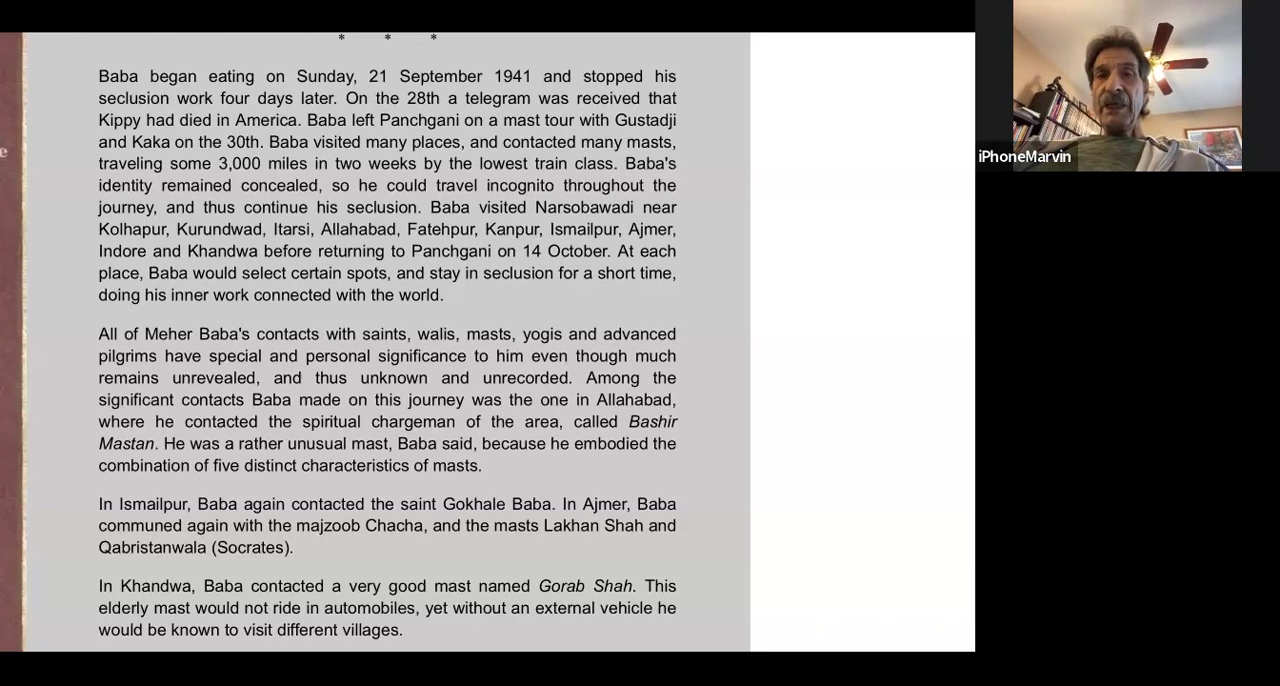 * * *
Baba began eating on Sunday, 21 September 1941 and stopped his
seclusion work four days later. On the 28th a telegram was received that
Kippy had died in America. Baba left Panchgani on a mast tour with Gustadji
and Kaka on the 30th. Baba visited many places, and contacted many masts,
traveling some 3,000 miles in two weeks by the lowest train class. Baba's
identity remained concealed, so he could travel incognito throughout the
journey, and thus continue his seclusion. Baba visited Narsobawadi near
Kolhapur, Kurundwad, Itarsi, Allahabad, Fatehpur, Kanpur, Ismailpur, Ajmer,
Indore and Khandwa before returning to Panchgani on 14 October. At each
place, Baba would select certain spots, and stay in seclusion for a short time,
doing his inner work connected with the world.
All of Meher Baba's contacts with saints, walis, masts, yogis and advanced
pilgrims have special and personal significance to him even though much
remains unrevealed, and thus unknown and unrecorded. Among the
significant contacts Baba made on this journey was the one in Allahabad,
where he contacted the spiritual chargeman of the area, called Bashir
Mastan. He was a rather unusual mast, Baba said, because he embodied the
combination of five distinct characteristics of masts.
In Ismailpur, Baba again contacted the saint Gokhale Baba. In Ajmer, Baba
communed again with the majzoob Chacha, and the masts Lakhan Shah and
Qabristanwala (Socrates).
In Khandwa, Baba contacted a very good mast named Gorab Shah. This
elderly mast would not ride in automobiles, yet without an external vehicle he
would be known to visit different villages.
e
iPhoneMarvin